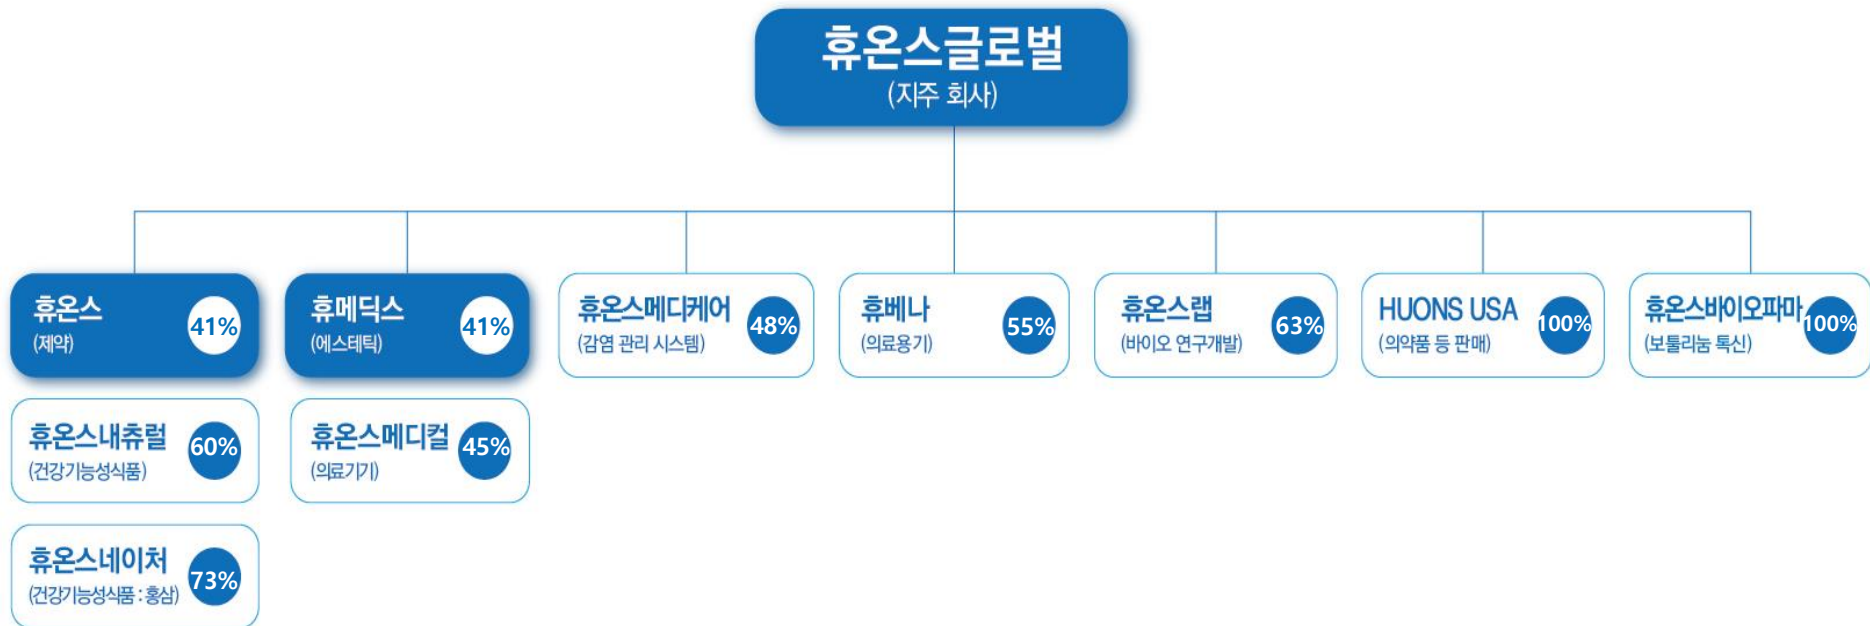 휴온스글로벌
(지주 회사)
휴온스
(제약)
41%
휴메딕스
(에스테틱)
41%
휴온스메디케어
(감염 관리 시스템)
48%
휴베나
(의료용기)
55%
휴온스랩
(바이오 연구개발)
63%
HUONS USA
(의약품 등 판매)
100%
휴온스바이오파마
(보툴리눔 톡신)
100%
휴온스내츄럴
(건강기능성식품)
60%
휴온스메디컬
(의료기기)
45%
휴온스네이처
(건강기능성식품 : 홍삼)
73%